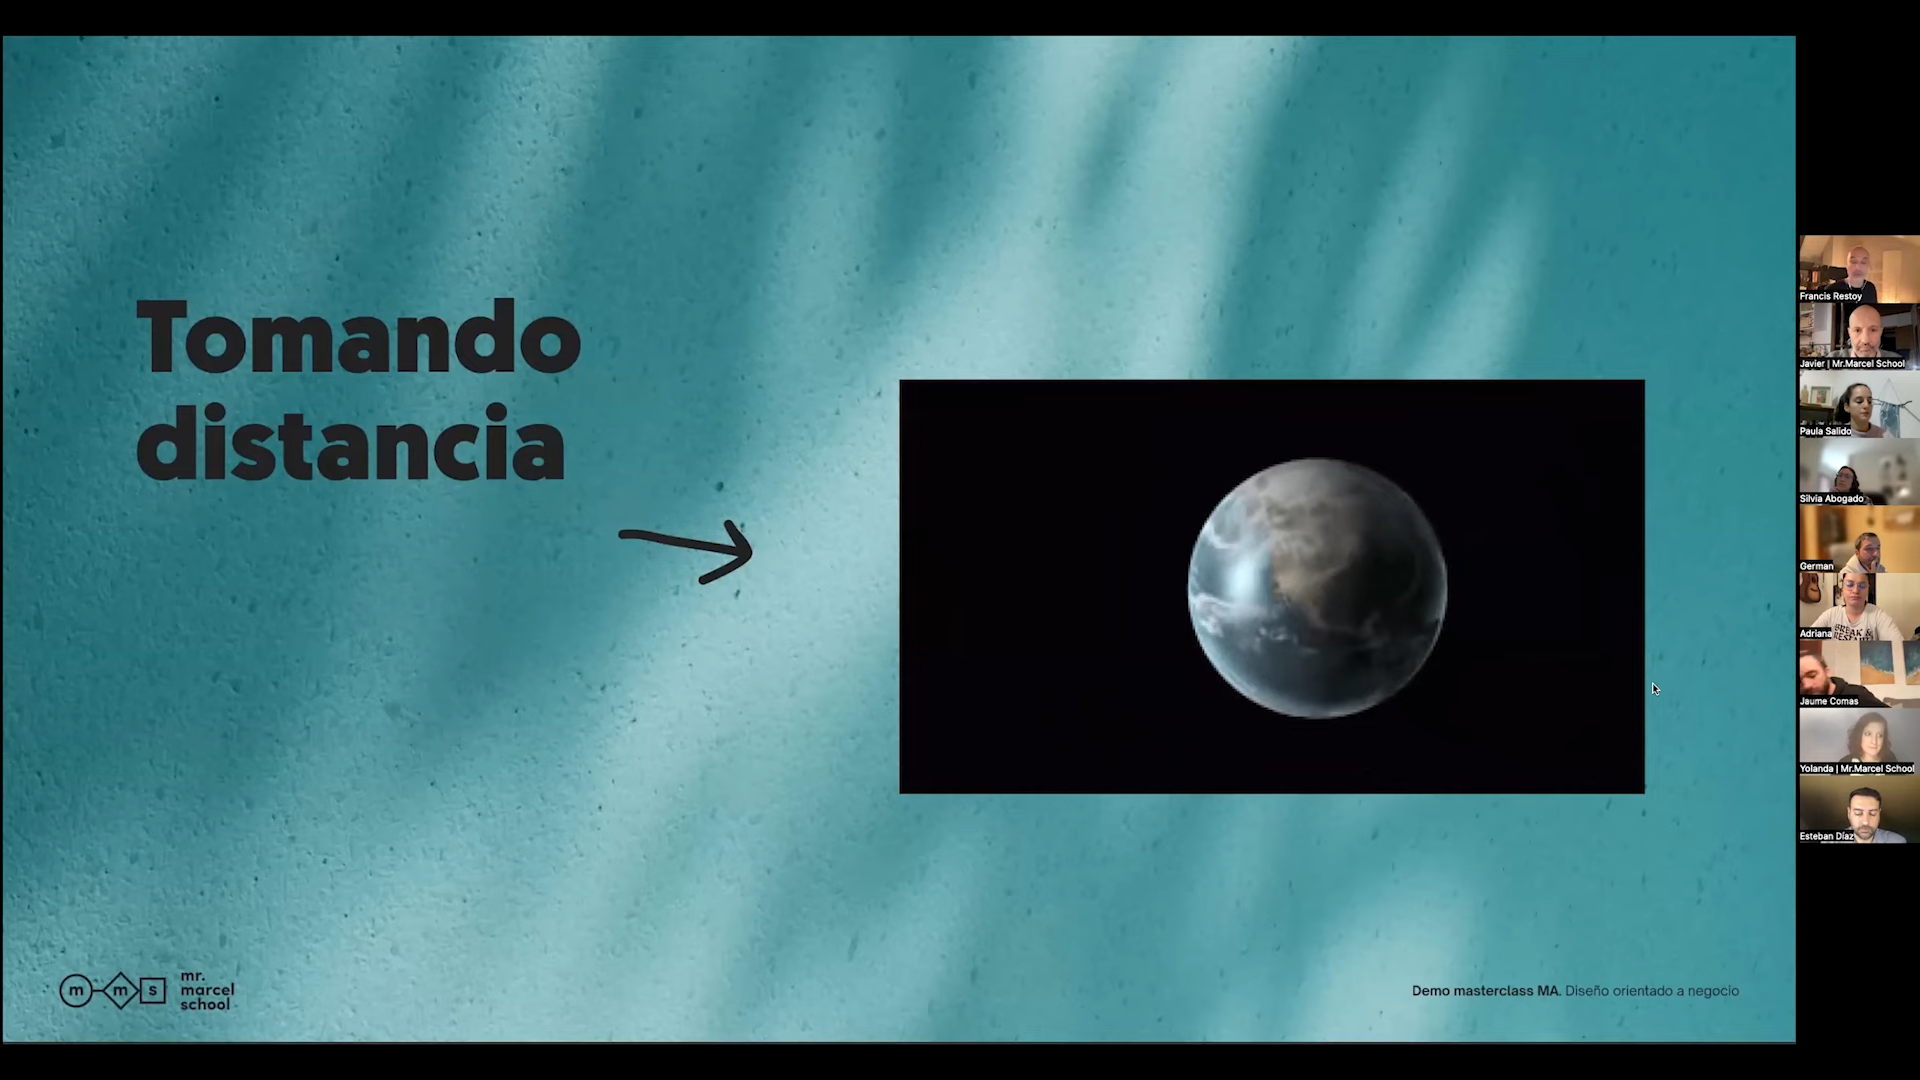 Tomando
distancia
m m s
mr.
marcel
school
Demo masterclass MA. Diseño orientado a negocio
Francis Restoy
Javier | Mr.Marcel School
Paula Salido
Silvia Abogado
German
Adriana
BREAK &
Jaume Comas
Yolanda | Mr.Marcel School
Esteban Díaz